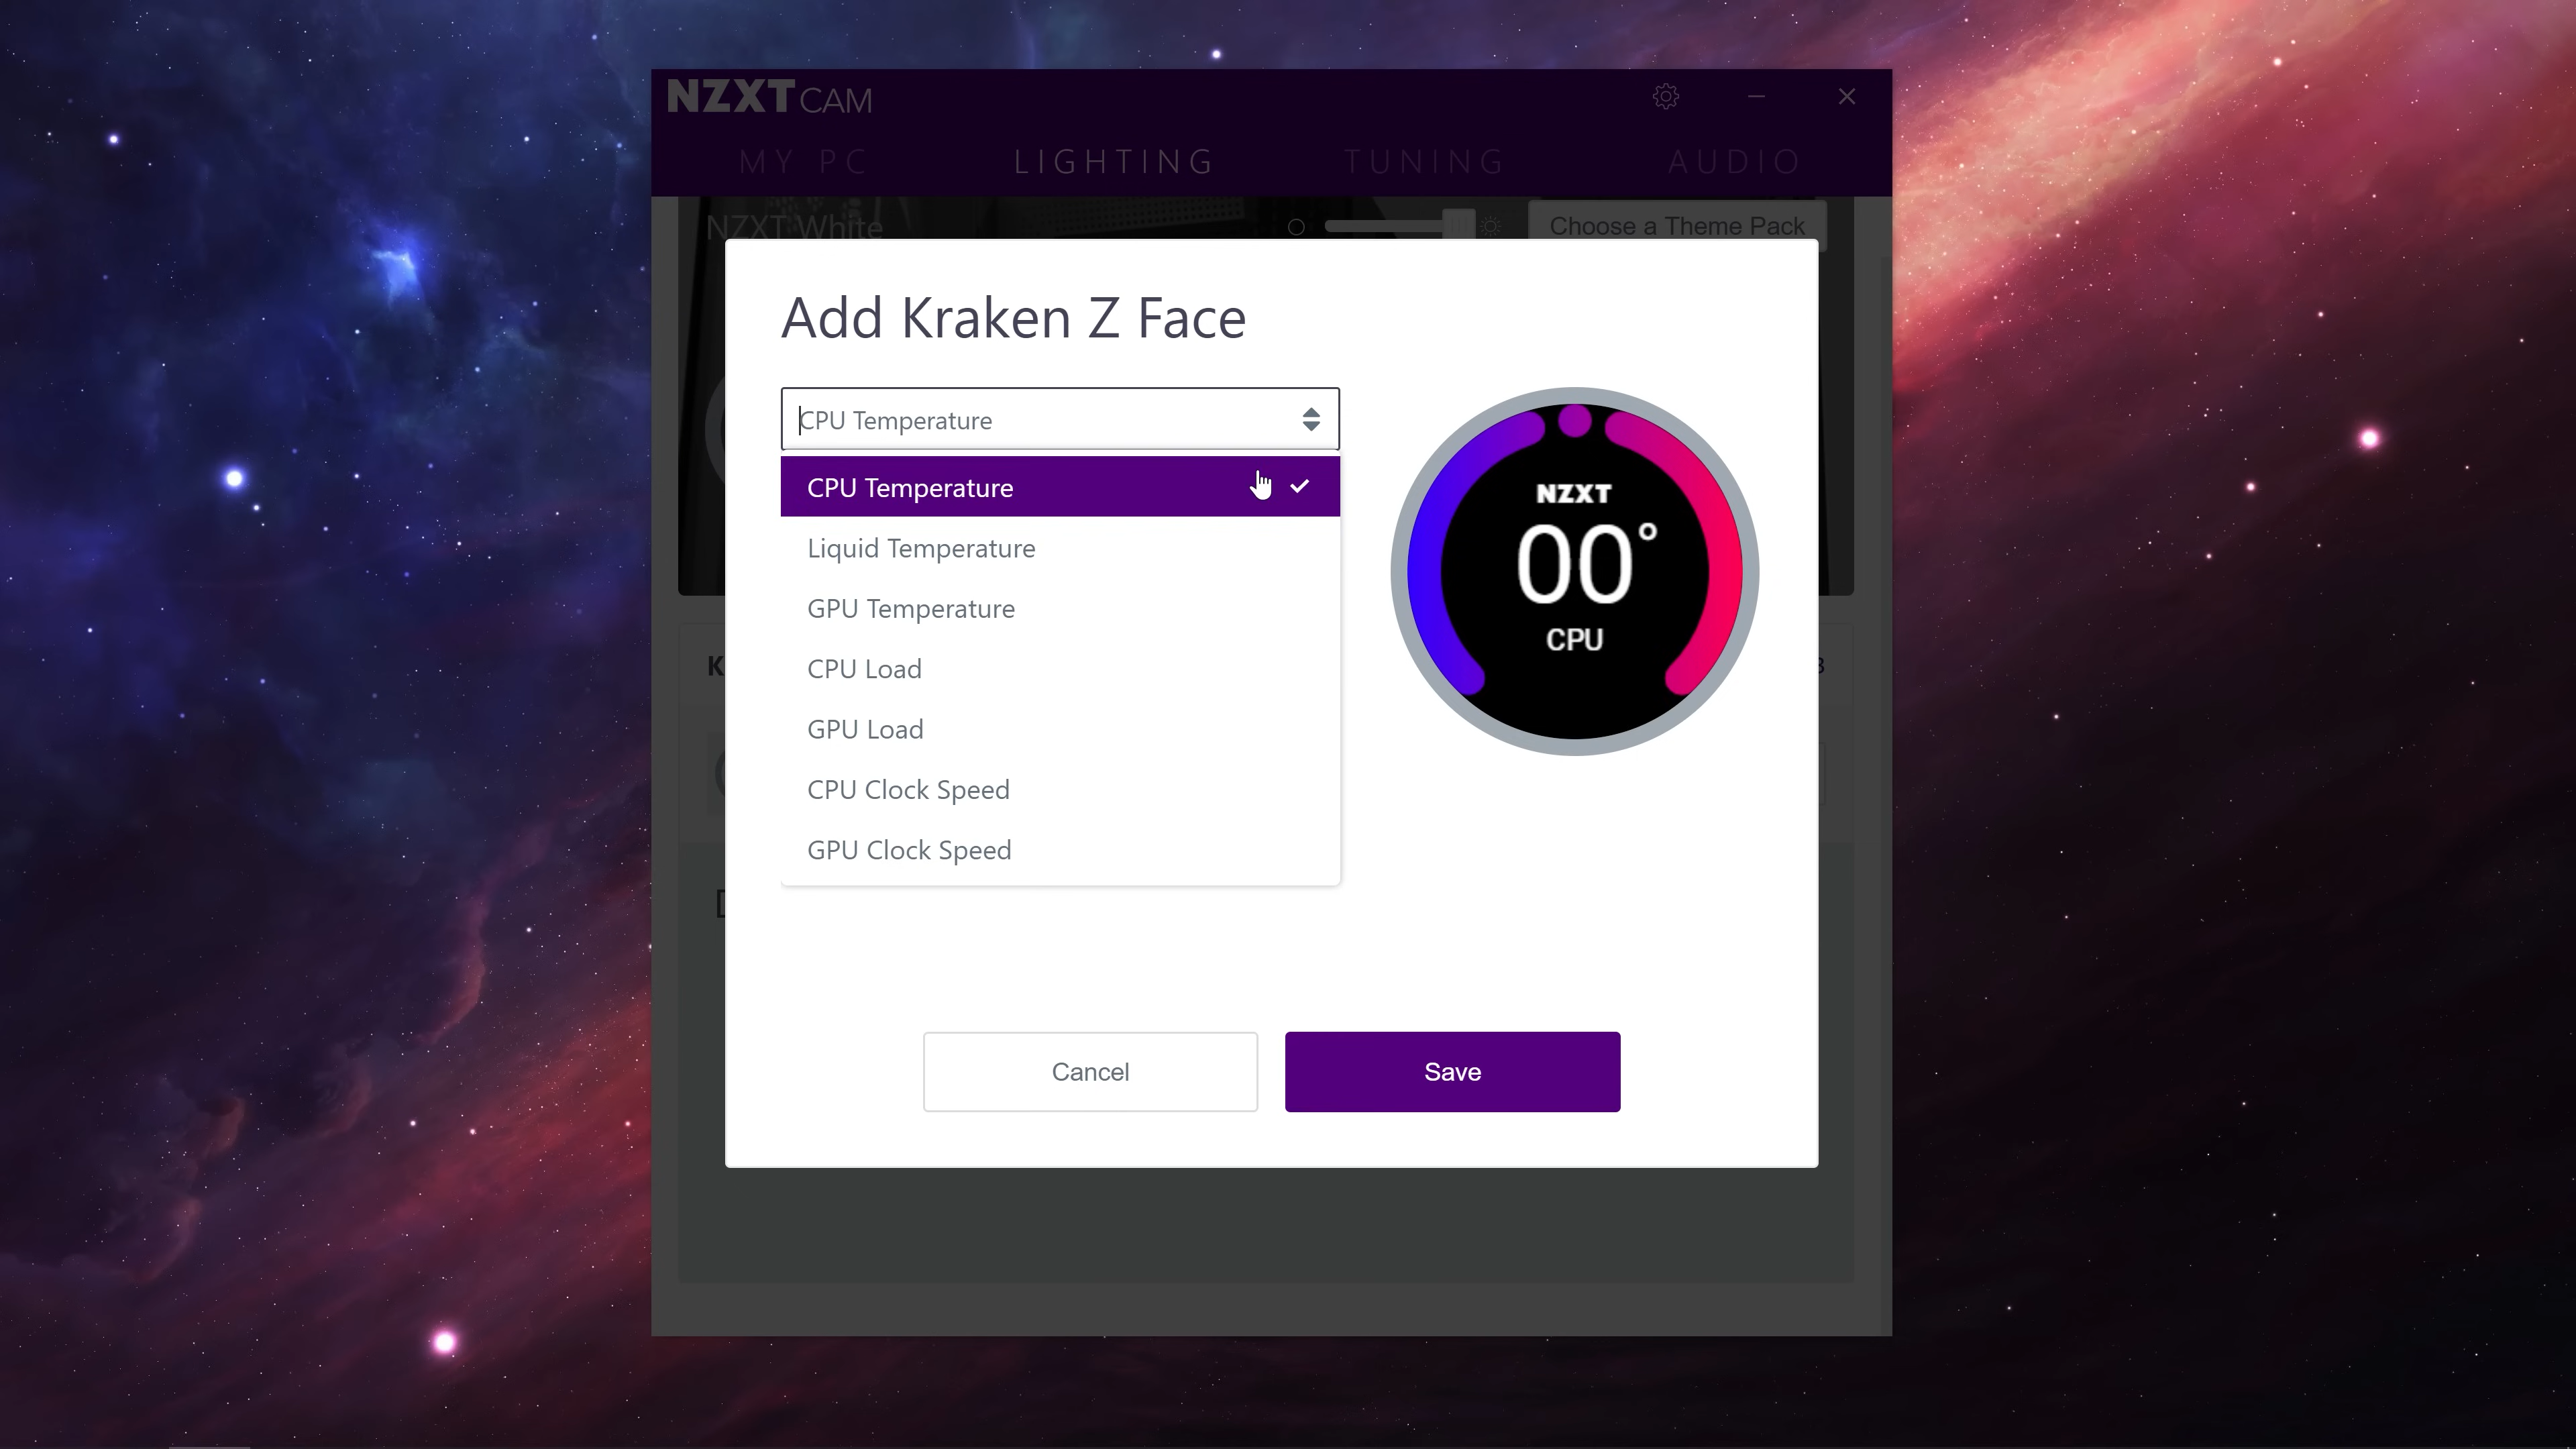 NZXT CAM
MY PC LIGHTING TUNING AUDIO
NZXT White
Choose a Theme Pack
Add Kraken Z Face
CPU Temperature
CPU Temperature
Liquid Temperature
GPU Temperature
CPU Load
GPU Load
CPU Clock Speed
GPU Clock Speed
NZXT
00°
CPU
Cancel
Save